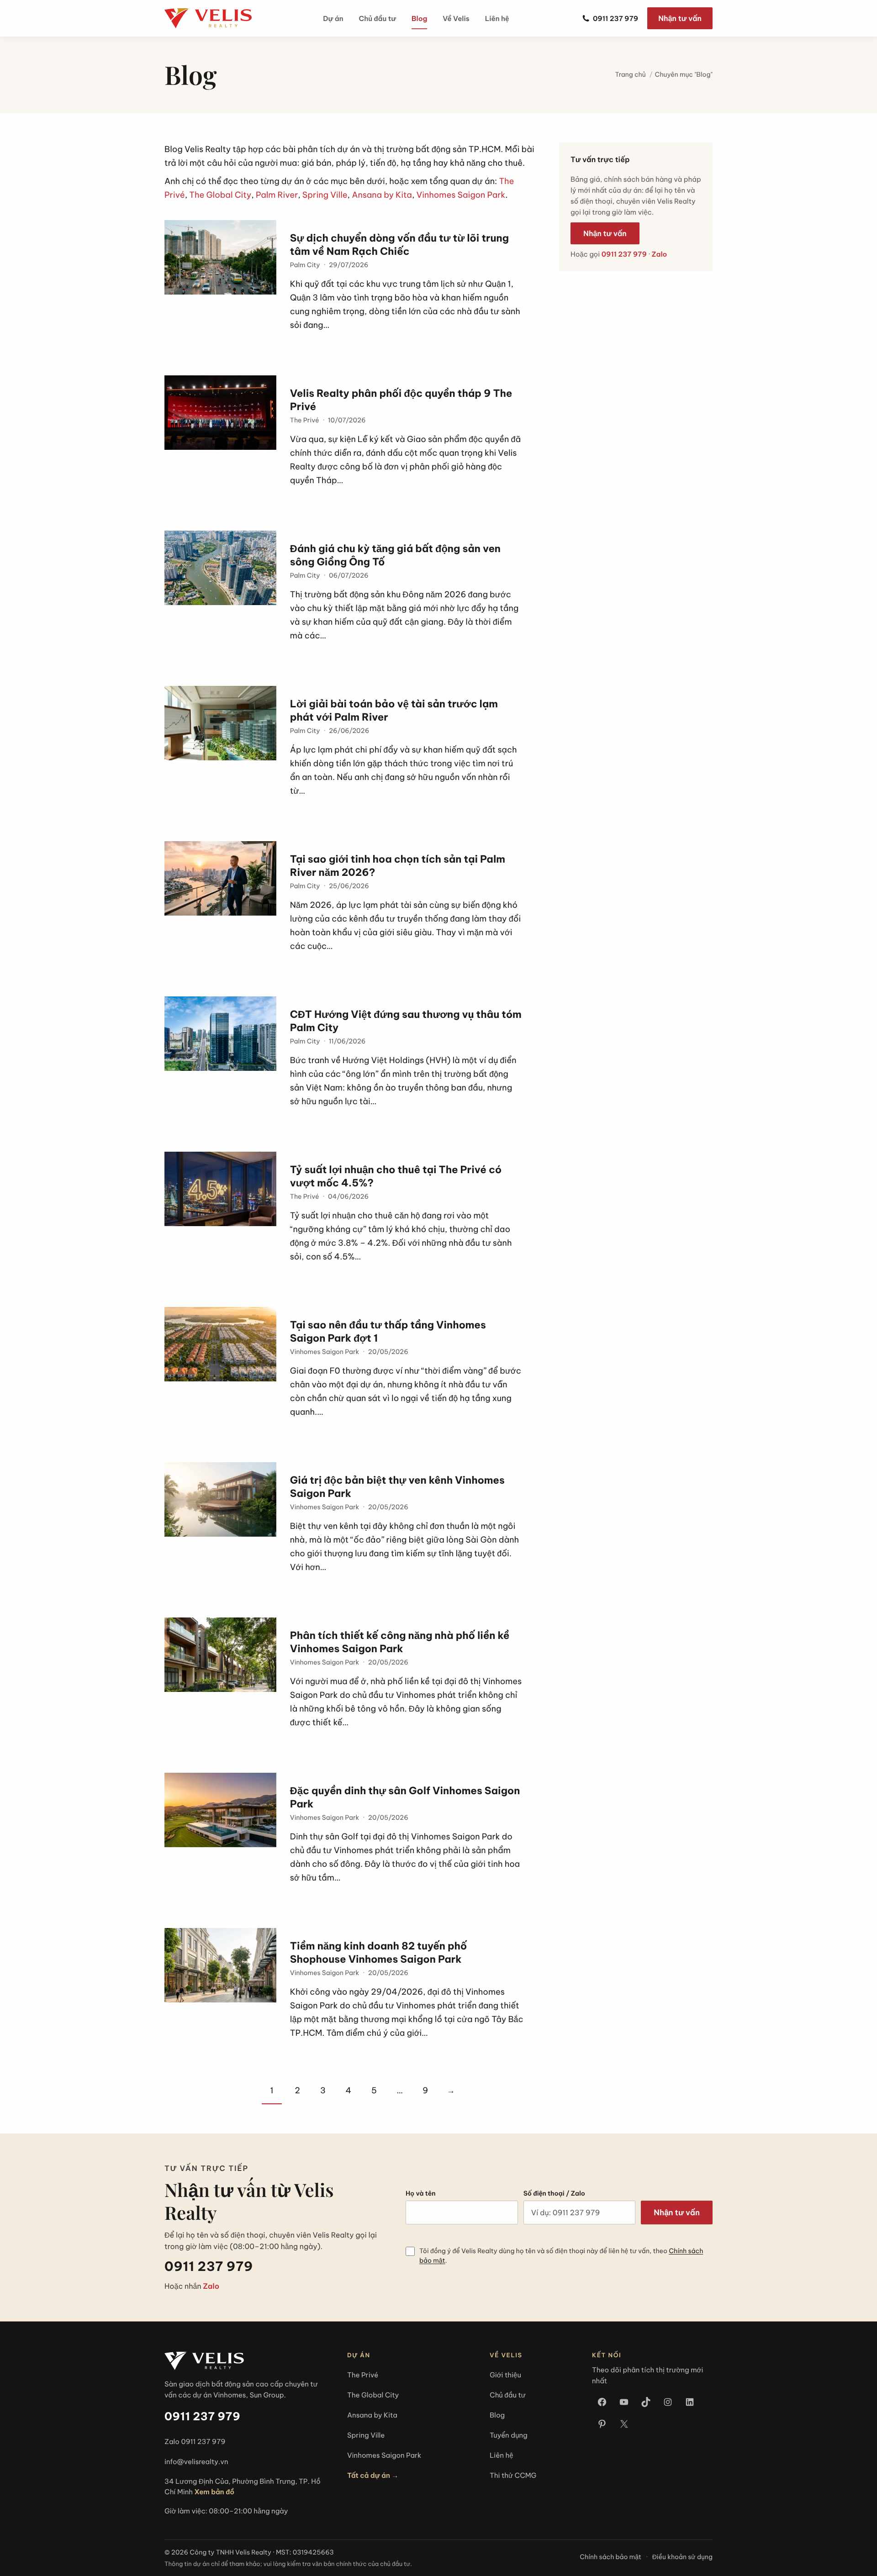 VELIS
REALTY
Dự án
Chủ đầu tư
Blog
Về Velis
Liên hệ
0911 237 979
Nhận tư vấn
Blog
Trang chủ / Chuyên mục "Blog"
Blog Velis Realty tập hợp các bài phân tích dự án và thị trường bất động sản TP.HCM. Mỗi bài
trả lời một câu hỏi của người mua: giá bán, pháp lý, tiến độ, hạ tầng hay khả năng cho thuê.
Anh chị có thể đọc theo từng dự án ở các mục bên dưới, hoặc xem tổng quan dự án: The
Privé, The Global City, Palm River, Spring Ville, Ansana by Kita, Vinhomes Saigon Park.
Tư vấn trực tiếp
Bảng giá, chính sách bán hàng và pháp
lý mới nhất của dự án: để lại họ tên và
số điện thoại, chuyên viên Velis Realty
gọi lại trong giờ làm việc.
Nhận tư vấn
Hoặc gọi 0911 237 979 · Zalo
Sự dịch chuyển dòng vốn đầu tư từ lõi trung
tâm về Nam Rạch Chiếc
Palm City · 29/07/2026
Khi quỹ đất tại các khu vực trung tâm lịch sử như Quận 1,
Quận 3 lâm vào tình trạng bão hòa và khan hiếm nguồn
cung nghiêm trọng, dòng tiền lớn của các nhà đầu tư sành
sỏi đang…
Velis Realty phân phối độc quyền tháp 9 The
Privé
The Privé · 10/07/2026
Vừa qua, sự kiện Lễ ký kết và Giao sản phẩm độc quyền đã
chính thức diễn ra, đánh dấu cột mốc quan trọng khi Velis
Realty được công bố là đơn vị phân phối giỏ hàng độc
quyền Tháp…
Đánh giá chu kỳ tăng giá bất động sản ven
sông Giồng Ông Tố
Palm City · 06/07/2026
Thị trường bất động sản khu Đông năm 2026 đang bước
vào chu kỳ thiết lập mặt bằng giá mới nhờ lực đẩy hạ tầng
và sự khan hiếm của quỹ đất cận giang. Đây là thời điểm
mà các…
Lời giải bài toán bảo vệ tài sản trước lạm
phát với Palm River
Palm City · 26/06/2026
Áp lực lạm phát chi phí đẩy và sự khan hiếm quỹ đất sạch
khiến dòng tiền lớn gặp thách thức trong việc tìm nơi trú
ẩn an toàn. Nếu anh chị đang sở hữu nguồn vốn nhàn rỗi
từ…
Tại sao giới tinh hoa chọn tích sản tại Palm
River năm 2026?
Palm City · 25/06/2026
Năm 2026, áp lực lạm phát tài sản cùng sự biến động khó
lường của các kênh đầu tư truyền thống đang làm thay đổi
hoàn toàn khẩu vị của giới siêu giàu. Thay vì mặn mà với
các cuộc…
CĐT Hướng Việt đứng sau thương vụ thâu tóm
Palm City
Palm City · 11/06/2026
Bức tranh về Hướng Việt Holdings (HVH) là một ví dụ điển
hình của các “ông lớn” ẩn mình trên thị trường bất động
sản Việt Nam: không ồn ào truyền thông ban đầu, nhưng
sở hữu nguồn lực tài…
4,5%
Tỷ suất lợi nhuận cho thuê tại The Privé có
vượt mốc 4.5%?
The Privé · 04/06/2026
Tỷ suất lợi nhuận cho thuê căn hộ đang rơi vào một
“ngưỡng kháng cự” tâm lý khá khó chịu, thường chỉ dao
động ở mức 3.8% – 4.2%. Đối với những nhà đầu tư sành
sỏi, con số 4.5%…
Tại sao nên đầu tư thấp tầng Vinhomes
Saigon Park đợt 1
Vinhomes Saigon Park · 20/05/2026
Giai đoạn F0 thường được ví như “thời điểm vàng” để bước
chân vào một đại dự án, nhưng không ít nhà đầu tư vẫn
còn chần chừ quan sát vì lo ngại về tiến độ hạ tầng xung
quanh.…
Giá trị độc bản biệt thự ven kênh Vinhomes
Saigon Park
Vinhomes Saigon Park · 20/05/2026
Biệt thự ven kênh tại đây không chỉ đơn thuần là một ngôi
nhà, mà là một “ốc đảo” riêng biệt giữa lòng Sài Gòn dành
cho giới thượng lưu đang tìm kiếm sự tĩnh lặng tuyệt đối.
Với hơn…
Phân tích thiết kế công năng nhà phố liền kề
Vinhomes Saigon Park
Vinhomes Saigon Park · 20/05/2026
Với người mua để ở, nhà phố liền kề tại đại đô thị Vinhomes
Saigon Park do chủ đầu tư Vinhomes phát triển không chỉ
là những khối bê tông vô hồn. Đây là không gian sống
được thiết kế…
Đặc quyền dinh thự sân Golf Vinhomes Saigon
Park
Vinhomes Saigon Park · 20/05/2026
Dinh thự sân Golf tại đại đô thị Vinhomes Saigon Park do
chủ đầu tư Vinhomes phát triển không phải là sản phẩm
dành cho số đông. Đây là thước đo vị thế của giới tinh hoa
sở hữu tầm…
Tiềm năng kinh doanh 82 tuyến phố
Shophouse Vinhomes Saigon Park
Vinhomes Saigon Park · 20/05/2026
Khởi công vào ngày 29/04/2026, đại đô thị Vinhomes
Saigon Park do chủ đầu tư Vinhomes phát triển đang thiết
lập một mặt bằng thương mại khổng lồ tại cửa ngõ Tây Bắc
TP.HCM. Tâm điểm chú ý của giới…
1 2 3 4 5 … 9 →
TƯ VẤN TRỰC TIẾP
Nhận tư vấn từ Velis
Realty
Để lại họ tên và số điện thoại, chuyên viên Velis Realty gọi lại
trong giờ làm việc (08:00–21:00 hằng ngày).
0911 237 979
Hoặc nhắn Zalo
Họ và tên
Số điện thoại / Zalo
Ví dụ: 0911 237 979
Nhận tư vấn
Tôi đồng ý để Velis Realty dùng họ tên và số điện thoại này để liên hệ tư vấn, theo Chính sách
bảo mật.
VELIS
REALTY
Sàn giao dịch bất động sản cao cấp chuyên tư
vấn các dự án Vinhomes, Sun Group.
0911 237 979
Zalo 0911 237 979
info@velisrealty.vn
34 Lương Định Của, Phường Bình Trưng, TP. Hồ
Chí Minh Xem bản đồ
Giờ làm việc: 08:00–21:00 hằng ngày
DỰ ÁN
The Privé
The Global City
Ansana by Kita
Spring Ville
Vinhomes Saigon Park
Tất cả dự án →
VỀ VELIS
Giới thiệu
Chủ đầu tư
Blog
Tuyển dụng
Liên hệ
Thi thử CCMG
KẾT NỐI
Theo dõi phân tích thị trường mới
nhất
© 2026 Công ty TNHH Velis Realty · MST: 0319425663
Thông tin dự án chỉ để tham khảo; vui lòng kiểm tra văn bản chính thức của chủ đầu tư.
Chính sách bảo mật · Điều khoản sử dụng